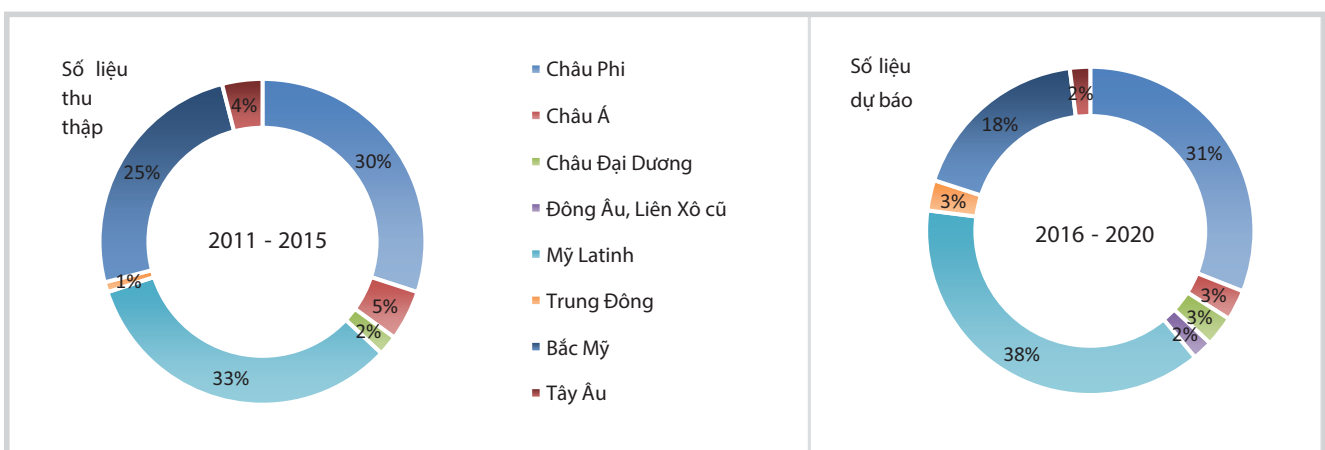 Số liệu
thu
thập
4%
30%
25%
2011 - 2015
1%
5%
2%
33%
Châu Phi
Châu Á
Châu Đại Dương
Đông Âu, Liên Xô cũ
Mỹ Latinh
Trung Đông
Bắc Mỹ
Tây Âu
Số liệu
dự báo
2%
18%
31%
3%
2016 - 2020
3%
3%
2%
38%